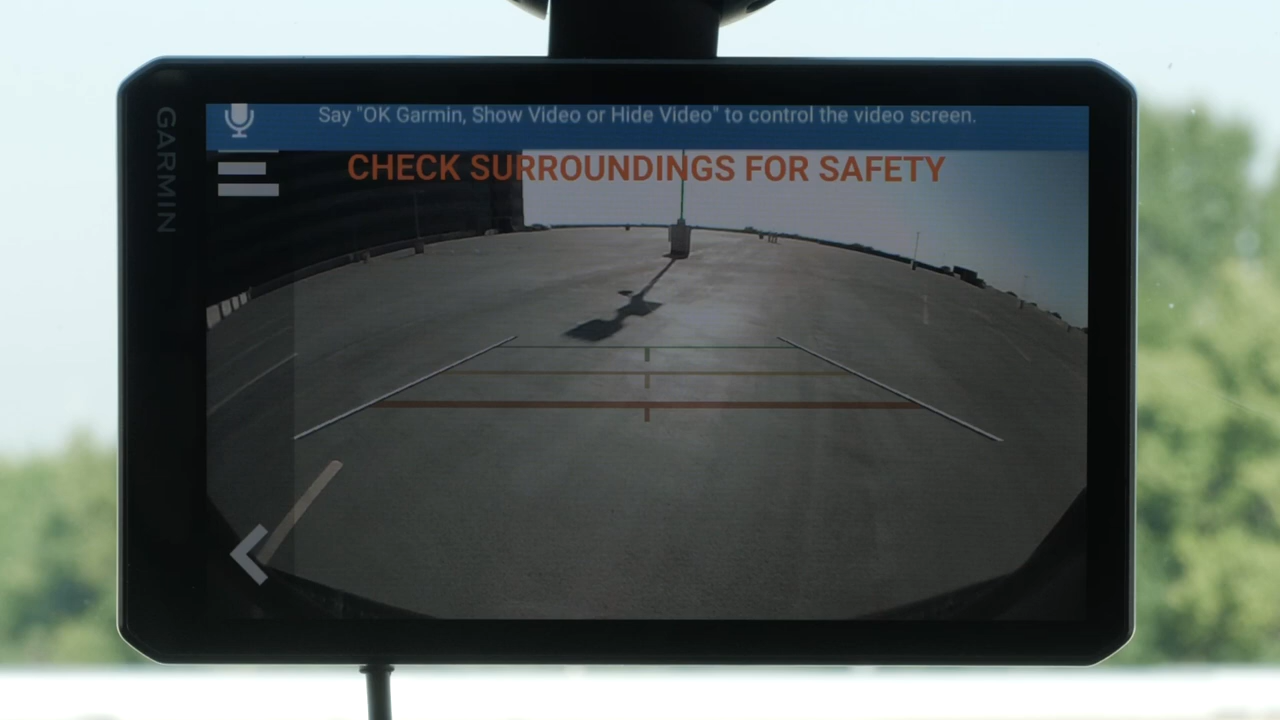 GARMIN
Say "OK Garmin, Show Video or Hide Video" to control the video screen.
CHECK SURROUNDINGS FOR SAFETY